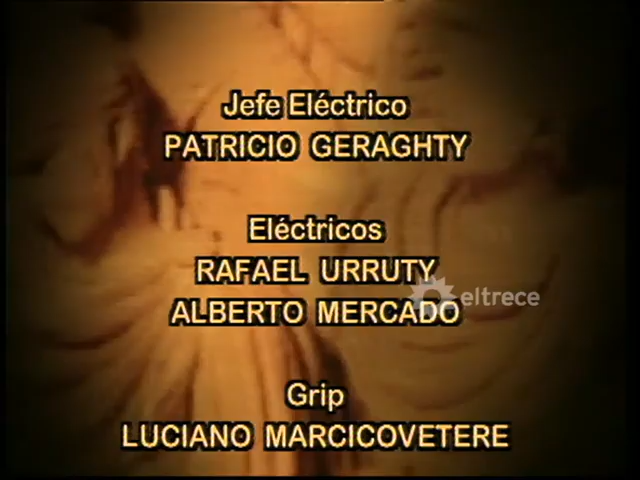 Jefe Eléctrico
PATRICIO GERAGHTY
Eléctricos
RAFAEL URRUTY
ALBERTO MERCADO
eltrece
Grip
LUCIANO MARCICOVETERE